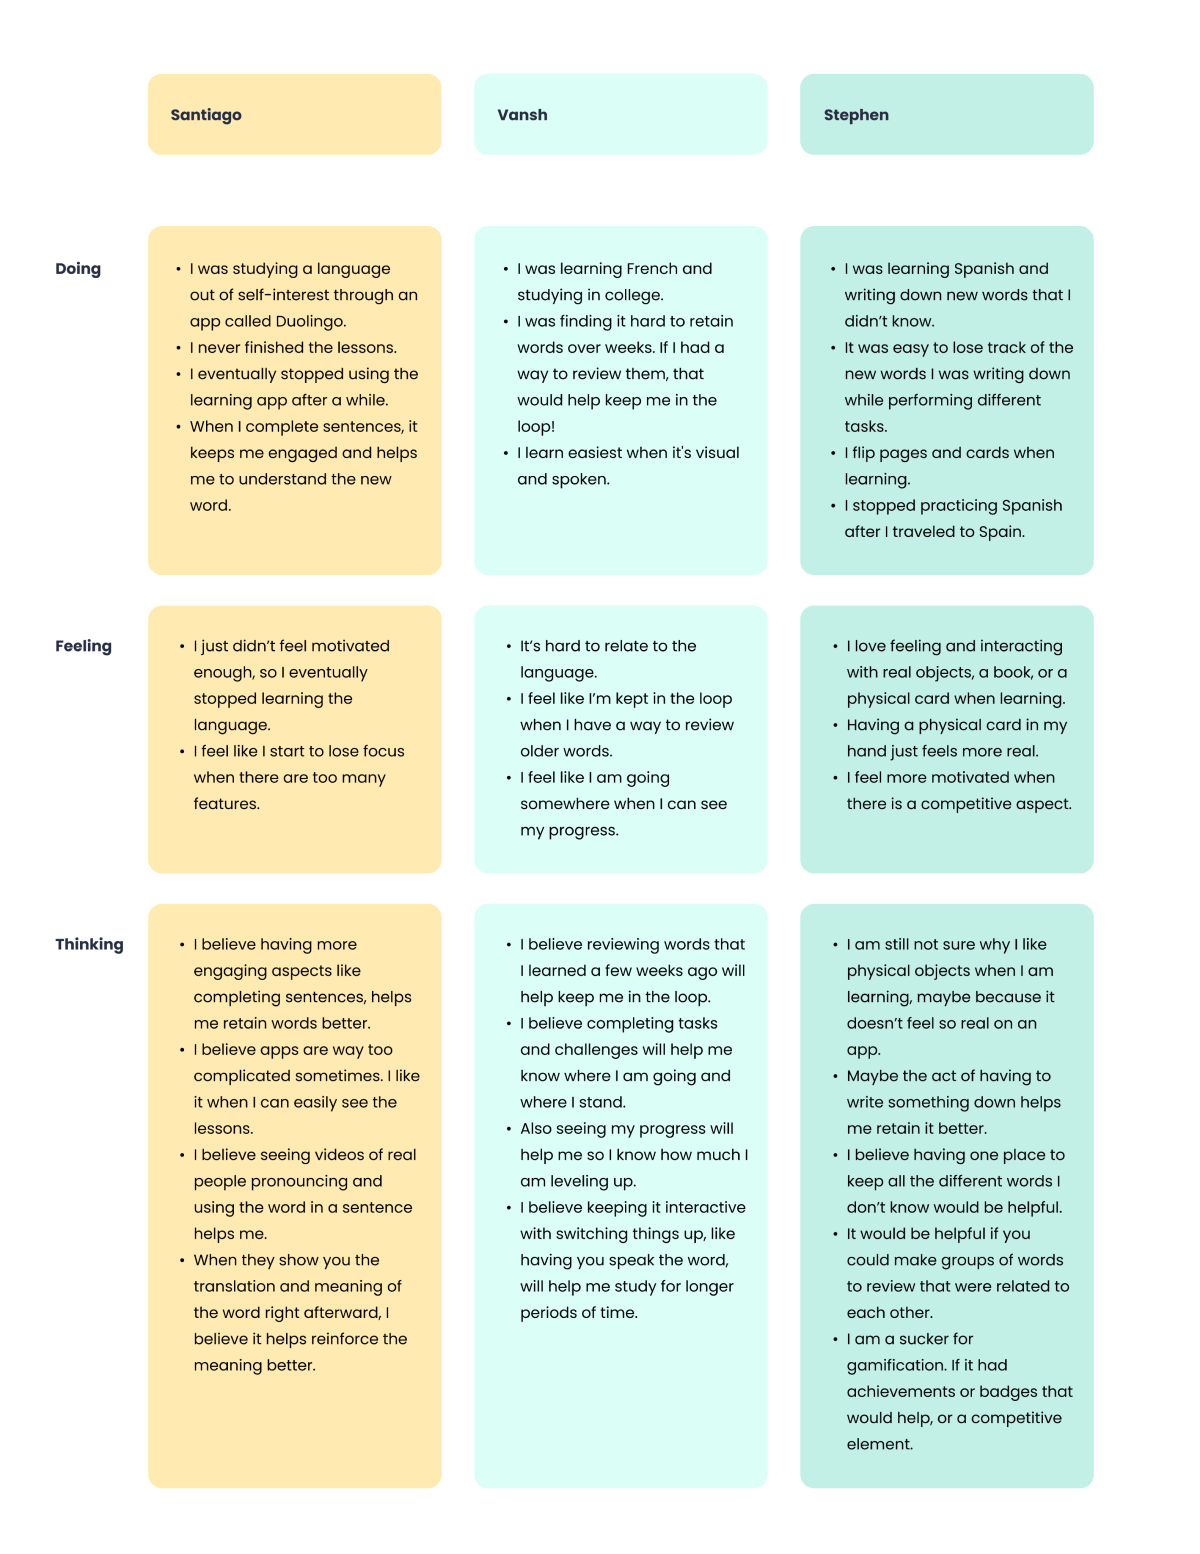 Santiago
Vansh
Stephen
Doing
• I was studying a language
out of self-interest through an
app called Duolingo.
• I never finished the lessons.
• I eventually stopped using the
learning app after a while.
• When I complete sentences, it
keeps me engaged and helps
me to understand the new
word.
• I was learning French and
studying in college.
• I was finding it hard to retain
words over weeks. If I had a
way to review them, that
would help keep me in the
loop!
• I learn easiest when it's visual
and spoken.
• I was learning Spanish and
writing down new words that I
didn’t know.
• It was easy to lose track of the
new words I was writing down
while performing different
tasks.
• I flip pages and cards when
learning.
• I stopped practicing Spanish
after I traveled to Spain.
Feeling
• I just didn’t feel motivated
enough, so I eventually
stopped learning the
language.
• I feel like I start to lose focus
when there are too many
features.
• It’s hard to relate to the
language.
• I feel like I’m kept in the loop
when I have a way to review
older words.
• I feel like I am going
somewhere when I can see
my progress.
• I love feeling and interacting
with real objects, a book, or a
physical card when learning.
• Having a physical card in my
hand just feels more real.
• I feel more motivated when
there is a competitive aspect.
Thinking
• I believe having more
engaging aspects like
completing sentences, helps
me retain words better.
• I believe apps are way too
complicated sometimes. I like
it when I can easily see the
lessons.
• I believe seeing videos of real
people pronouncing and
using the word in a sentence
helps me.
• When they show you the
translation and meaning of
the word right afterward, I
believe it helps reinforce the
meaning better.
• I believe reviewing words that
I learned a few weeks ago will
help keep me in the loop.
• I believe completing tasks
and challenges will help me
know where I am going and
where I stand.
• Also seeing my progress will
help me so I know how much I
am leveling up.
• I believe keeping it interactive
with switching things up, like
having you speak the word,
will help me study for longer
periods of time.
• I am still not sure why I like
physical objects when I am
learning, maybe because it
doesn’t feel so real on an
app.
• Maybe the act of having to
write something down helps
me retain it better.
• I believe having one place to
keep all the different words I
don’t know would be helpful.
• It would be helpful if you
could make groups of words
to review that were related to
each other.
• I am a sucker for
gamification. If it had
achievements or badges that
would help, or a competitive
element.